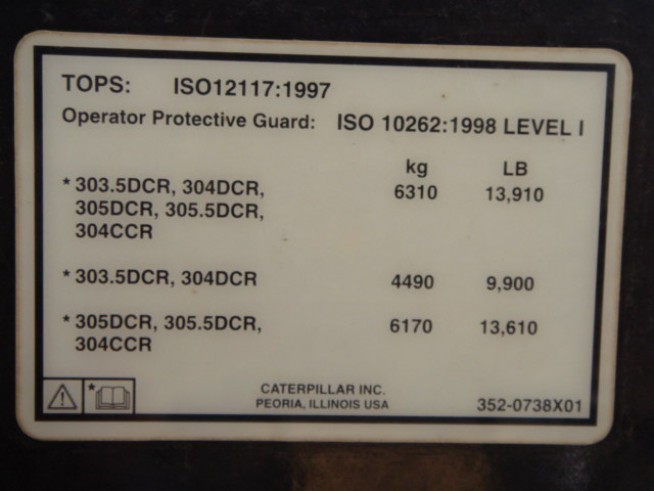 TOPS: ISO12117:1997
Operator Protective Guard: ISO 10262:1998 LEVEL I
kg LB
* 303.5DCR, 304DCR, 6310 13,910
305DCR, 305.5DCR,
304CCR
* 303.5DCR, 304DCR 4490 9,900
* 305DCR, 305.5DCR, 6170 13,610
304CCR
*
CATERPILLAR INC.
PEORIA, ILLINOIS USA 352-0738X01